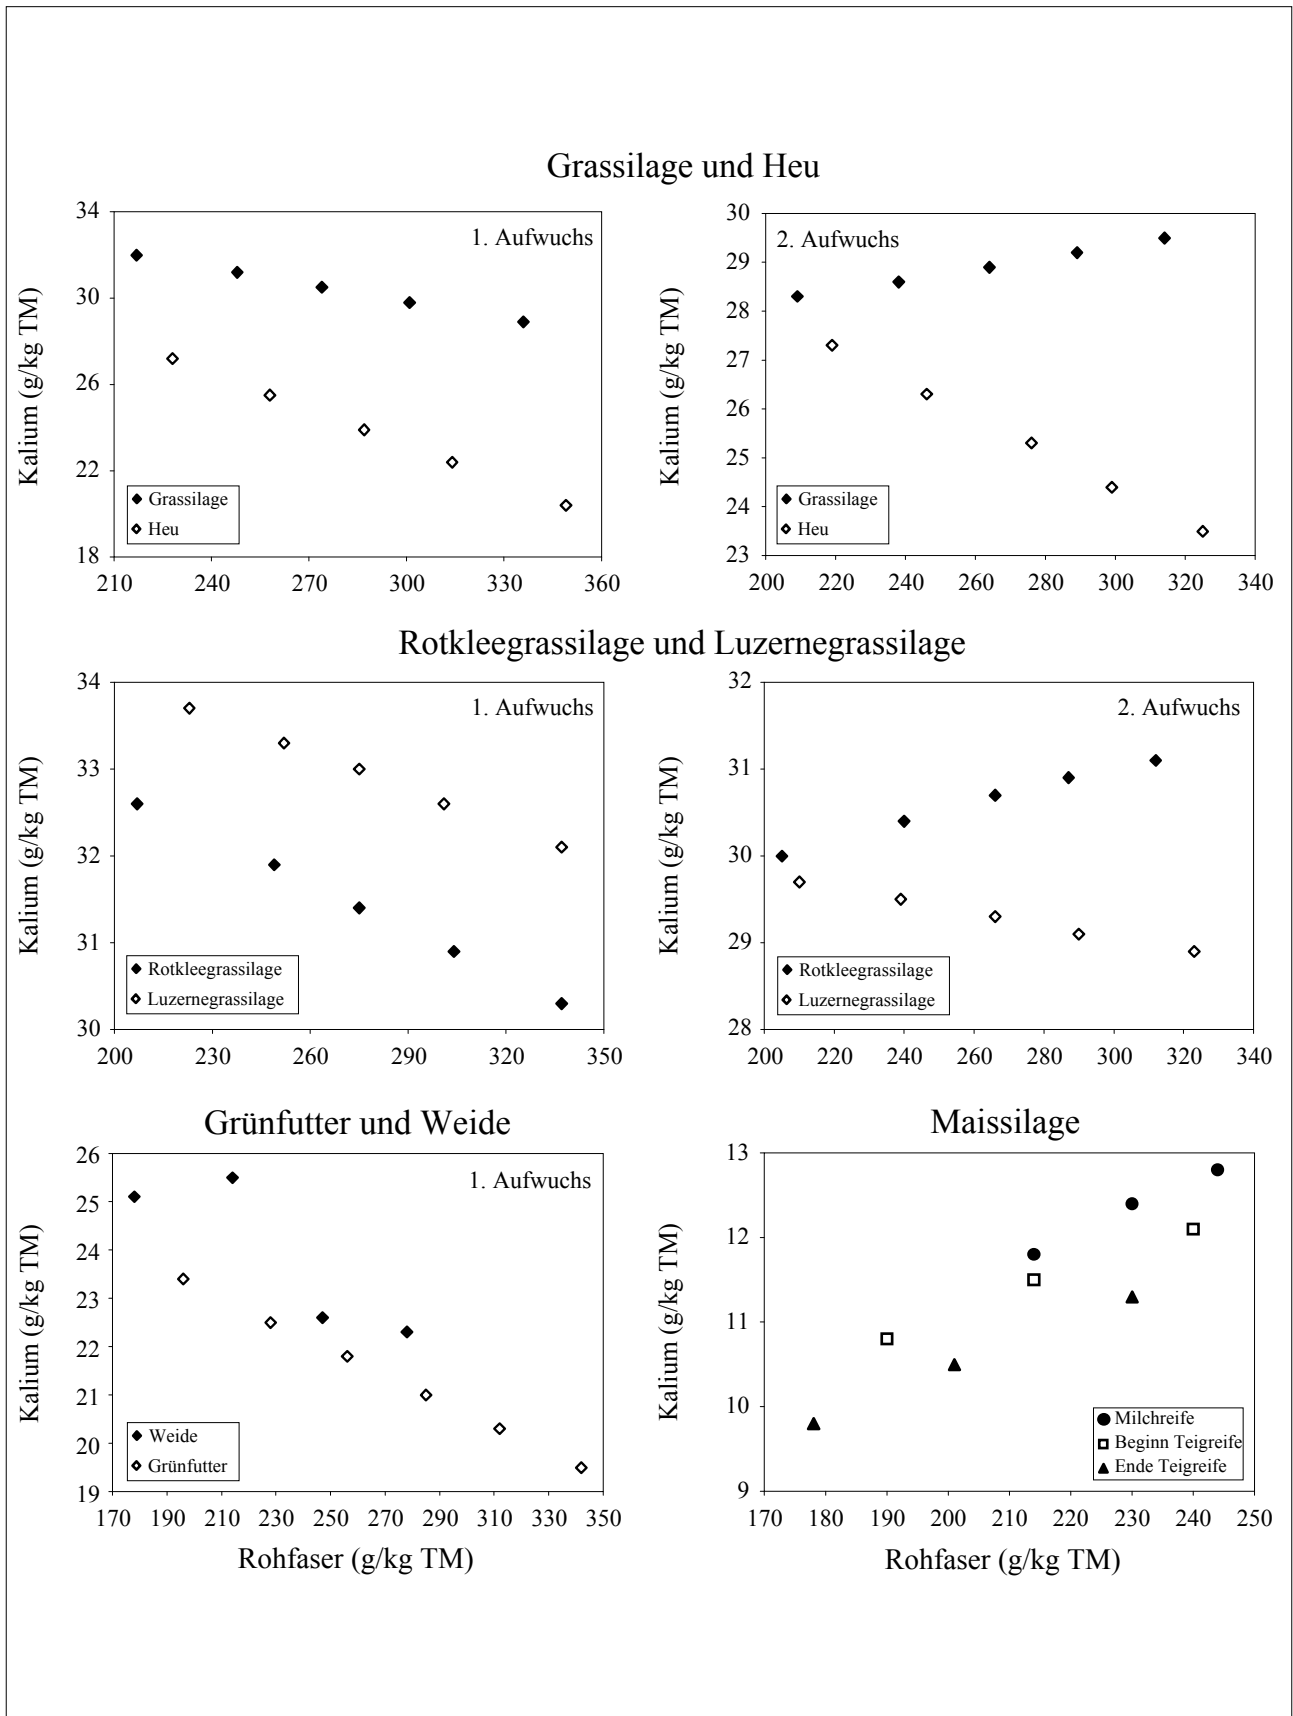 Grassilage und Heu
34
30
26
22
18
210 240 270 300 330 360
Kalium (g/kg TM)
1. Aufwuchs
Grassilage
Heu
30
29
28
27
26
25
24
23
200 220 240 260 280 300 320 340
Kalium (g/kg TM)
2. Aufwuchs
Grassilage
Heu
Rotkleegrassilage und Luzernegrassilage
34
33
32
31
30
200 230 260 290 320 350
Kalium (g/kg TM)
1. Aufwuchs
Rotkleegrassilage
Luzernegrassilage
32
31
30
29
28
200 220 240 260 280 300 320 340
Kalium (g/kg TM)
2. Aufwuchs
Rotkleegrassilage
Luzernegrassilage
Grünfutter und Weide
26
25
24
23
22
21
20
19
170 190 210 230 250 270 290 310 330 350
Kalium (g/kg TM)
1. Aufwuchs
Weide
Grünfutter
Rohfaser (g/kg TM)
Maissilage
13
12
11
10
9
170 180 190 200 210 220 230 240 250
Kalium (g/kg TM)
Milchreife
Beginn Teigreife
Ende Teigreife
Rohfaser (g/kg TM)